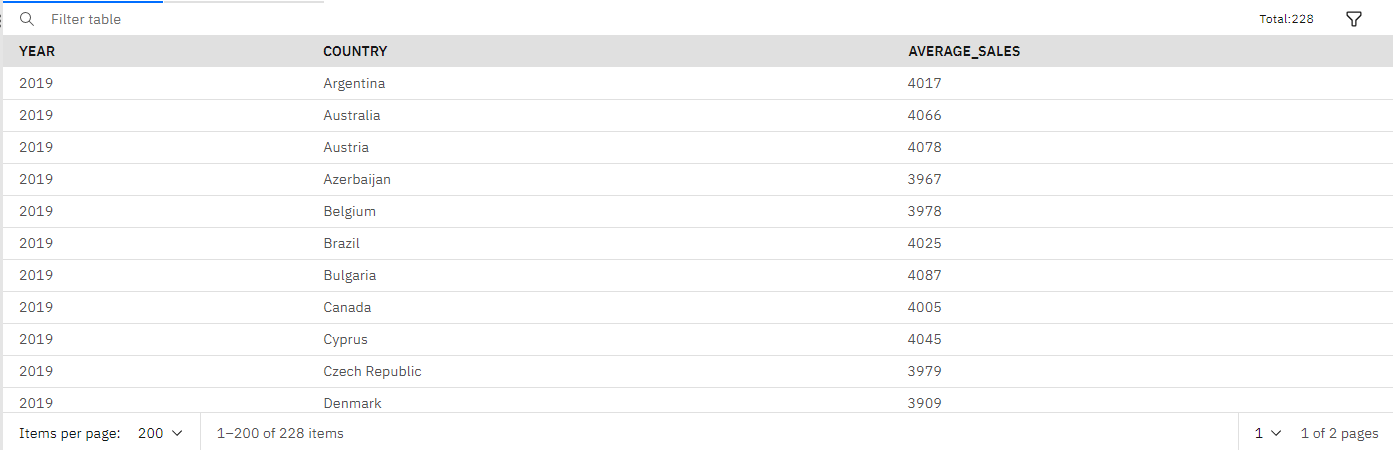 Filter table Total:228
YEAR COUNTRY AVERAGE_SALES
2019 Argentina 4017
2019 Australia 4066
2019 Austria 4078
2019 Azerbaijan 3967
2019 Belgium 3978
2019 Brazil 4025
2019 Bulgaria 4087
2019 Canada 4005
2019 Cyprus 4045
2019 Czech Republic 3979
2019 Denmark 3909
Items per page: 200 1–200 of 228 items 1 1 of 2 pages